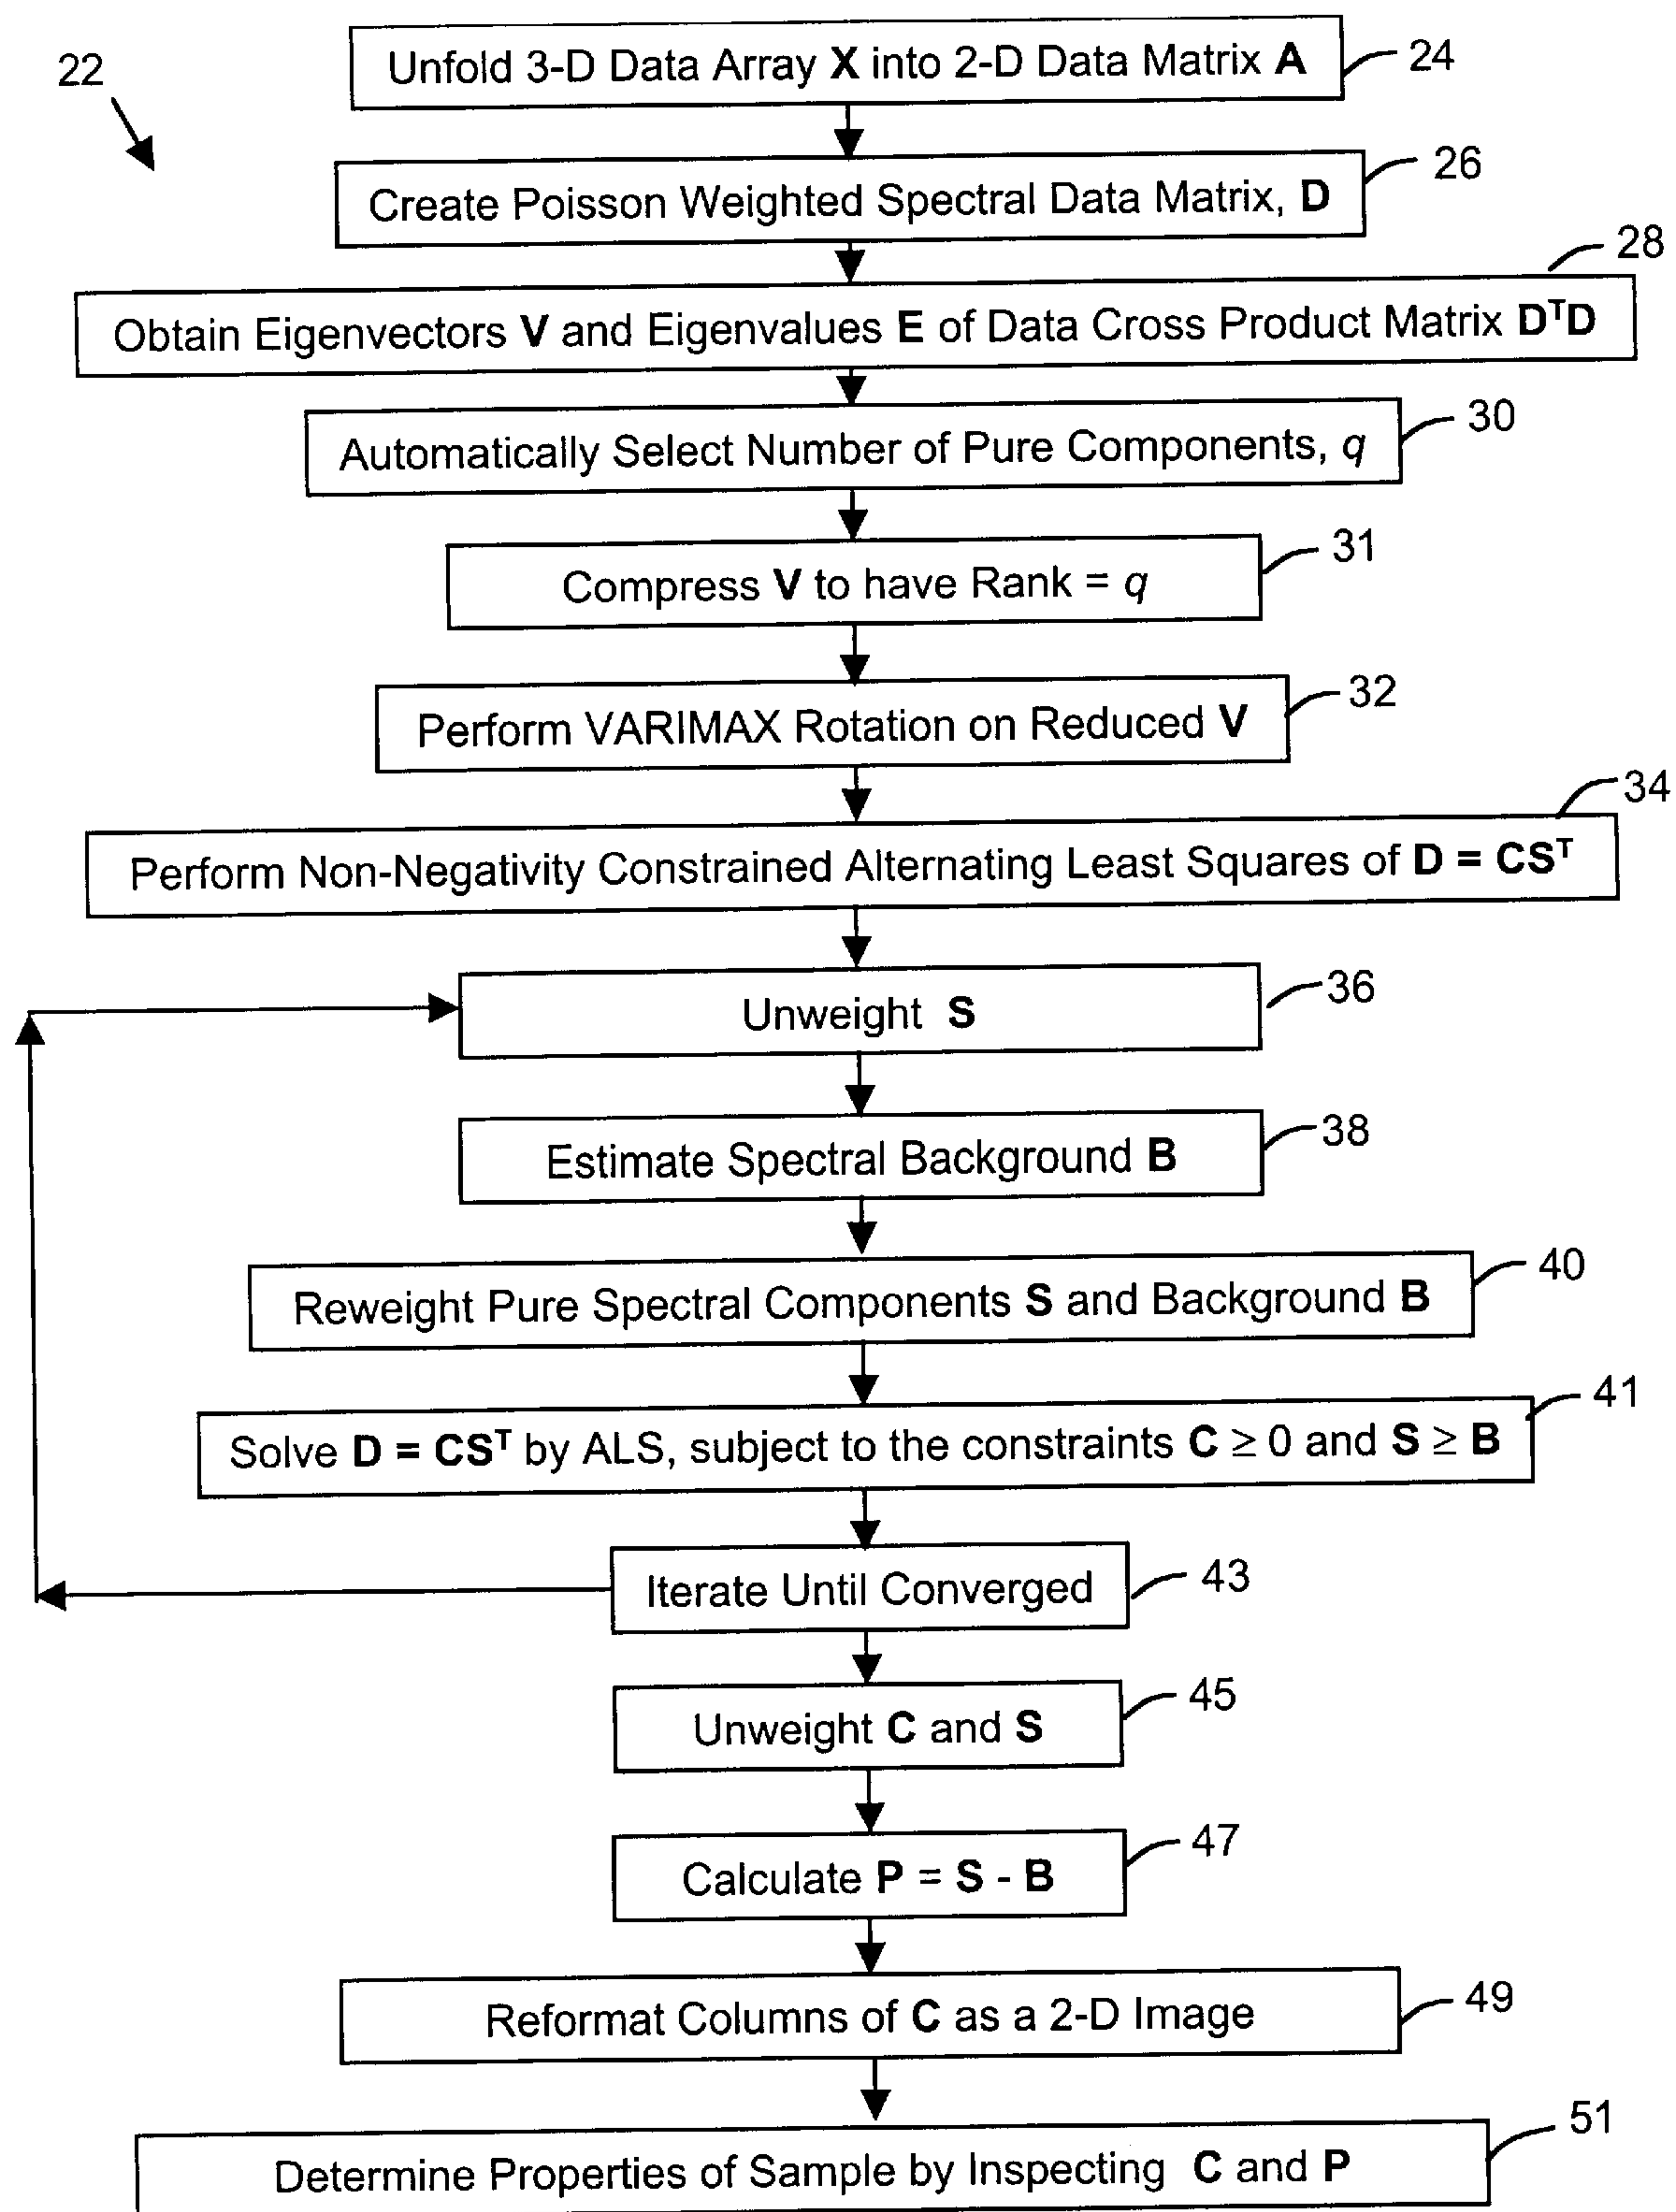 22
Unfold 3-D Data Array X into 2-D Data Matrix A
24
Create Poisson Weighted Spectral Data Matrix, D
26
28
Obtain Eigenvectors V and Eigenvalues E of Data Cross Product Matrix DᵀD
Automatically Select Number of Pure Components, q
30
Compress V to have Rank = q
31
Perform VARIMAX Rotation on Reduced V
32
34
Perform Non-Negativity Constrained Alternating Least Squares of D = CSᵀ
Unweight S
36
Estimate Spectral Background B
38
Reweight Pure Spectral Components S and Background B
40
41
Solve D = CSᵀ by ALS, subject to the constraints C ≥ 0 and S ≥ B
Iterate Until Converged
43
Unweight C and S
45
Calculate P = S - B
47
Reformat Columns of C as a 2-D Image
49
51
Determine Properties of Sample by Inspecting C and P